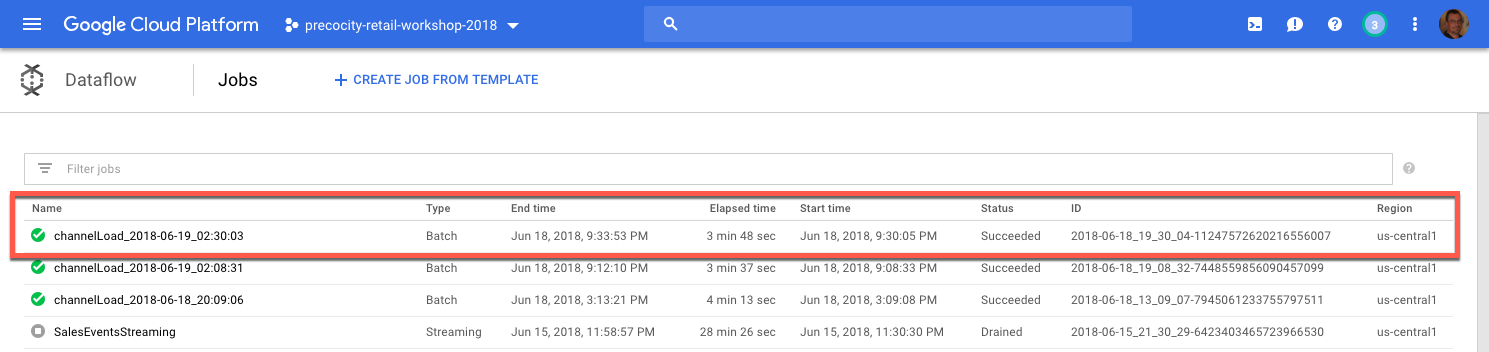 Google Cloud Platform precocity-retail-workshop-2018 3
Dataflow Jobs CREATE JOB FROM TEMPLATE
Filter jobs
Name Type End time Elapsed time Start time Status ID Region
channelLoad_2018-06-19_02:30:03 Batch Jun 18, 2018, 9:33:53 PM 3 min 48 sec Jun 18, 2018, 9:30:05 PM Succeeded 2018-06-18_19_30_04-11247572620216556007 us-central1
channelLoad_2018-06-19_02:08:31 Batch Jun 18, 2018, 9:12:10 PM 3 min 37 sec Jun 18, 2018, 9:08:33 PM Succeeded 2018-06-18_19_08_32-7448559856090457099 us-central1
channelLoad_2018-06-18_20:09:06 Batch Jun 18, 2018, 3:13:21 PM 4 min 13 sec Jun 18, 2018, 3:09:08 PM Succeeded 2018-06-18_13_09_07-7945061233755797511 us-central1
SalesEventsStreaming Streaming Jun 15, 2018, 11:58:57 PM 28 min 26 sec Jun 15, 2018, 11:30:30 PM Drained 2018-06-15_21_30_29-6423403465723966530 us-central1